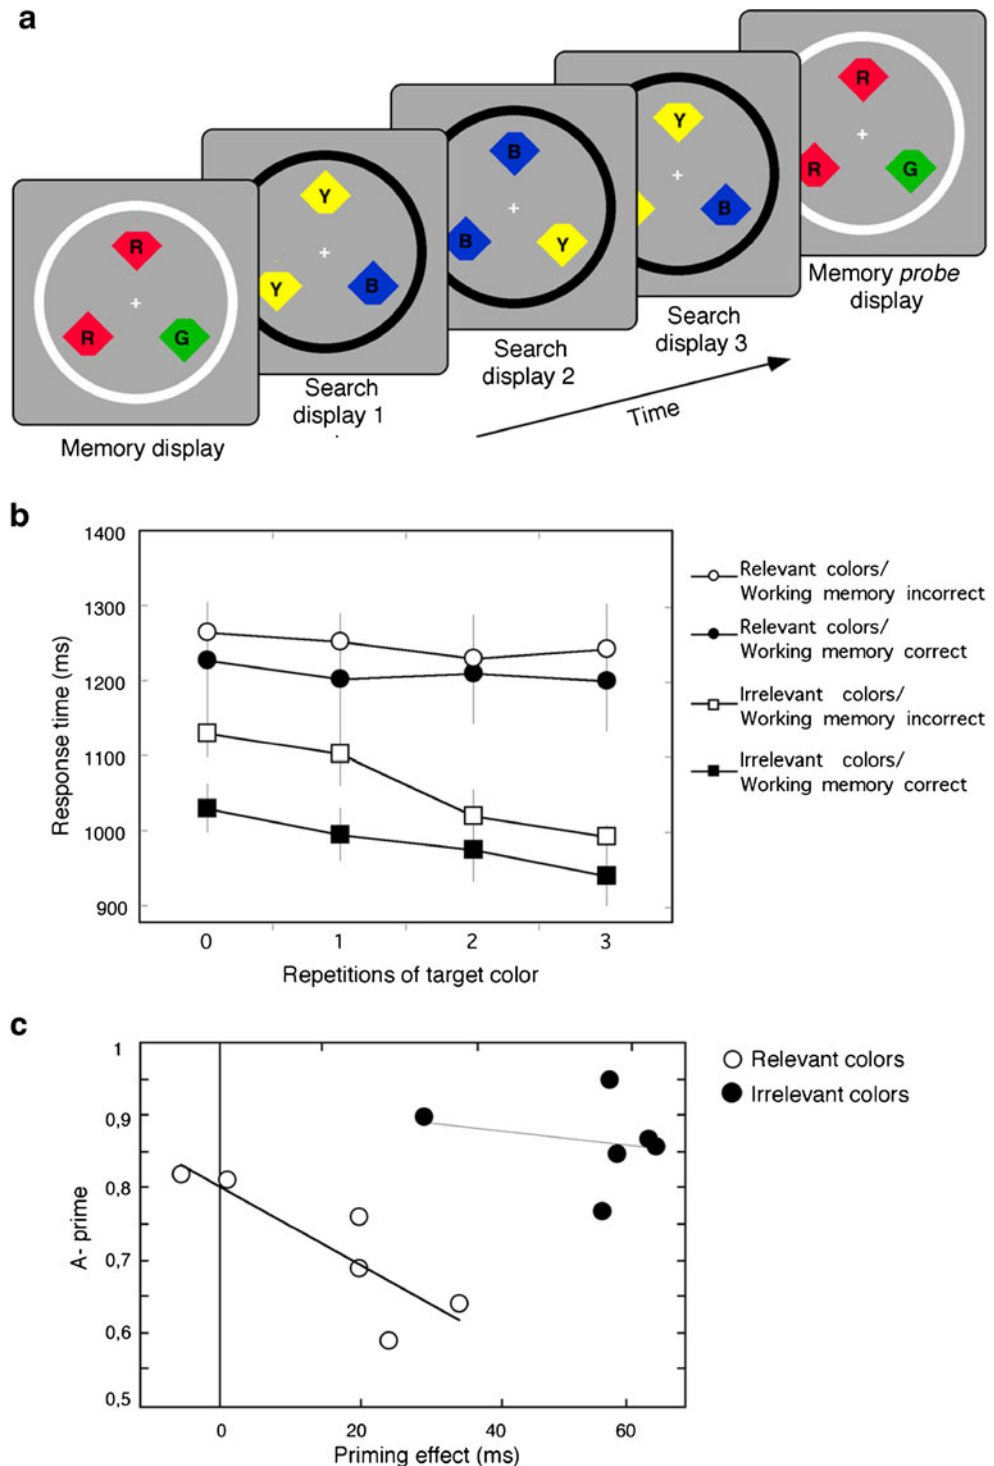 a
R
R
G
Memory display
Y
Y
B
Search
display 1
B
B
Y
Search
display 2
Y
B
Search
display 3
R
R
G
Memory probe
display
Time
b
Response time (ms)
1400
1300
1200
1100
1000
900
0 1 2 3
Repetitions of target color
Relevant colors/
Working memory incorrect
Relevant colors/
Working memory correct
Irrelevant colors/
Working memory incorrect
Irrelevant colors/
Working memory correct
c
A- prime
1
0,9
0,8
0,7
0,6
0,5
0 20 40 60
Priming effect (ms)
Relevant colors
Irrelevant colors